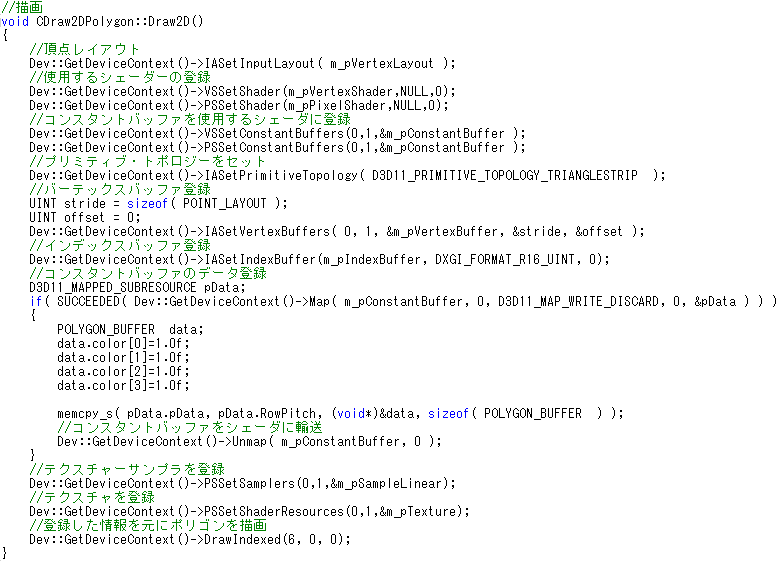 //描画
void CDraw2DPolygon::Draw2D()
{
//頂点レイアウト
Dev::GetDeviceContext()->IASetInputLayout( m_pVertexLayout );
//使用するシェーダーの登録
Dev::GetDeviceContext()->VSSetShader(m_pVertexShader,NULL,0);
Dev::GetDeviceContext()->PSSetShader(m_pPixelShader,NULL,0);
//コンスタントバッファを使用するシェーダに登録
Dev::GetDeviceContext()->VSSetConstantBuffers(0,1,&m_pConstantBuffer );
Dev::GetDeviceContext()->PSSetConstantBuffers(0,1,&m_pConstantBuffer );
//プリミティブ・トポロジーをセット
Dev::GetDeviceContext()->IASetPrimitiveTopology( D3D11_PRIMITIVE_TOPOLOGY_TRIANGLESTRIP  );
//バーテックスバッファ登録
UINT stride = sizeof( POINT_LAYOUT );
UINT offset = 0;
Dev::GetDeviceContext()->IASetVertexBuffers( 0, 1, &m_pVertexBuffer, &stride, &offset );
//インデックスバッファ登録
Dev::GetDeviceContext()->IASetIndexBuffer(m_pIndexBuffer, DXGI_FORMAT_R16_UINT, 0);
//コンスタントバッファのデータ登録
D3D11_MAPPED_SUBRESOURCE pData;
if( SUCCEEDED( Dev::GetDeviceContext()->Map( m_pConstantBuffer, 0, D3D11_MAP_WRITE_DISCARD, 0, &pData ) ) )
{
POLYGON_BUFFER  data;
data.color[0]=1.0f;
data.color[1]=1.0f;
data.color[2]=1.0f;
data.color[3]=1.0f;
memcpy_s( pData.pData, pData.RowPitch, (void*)&data, sizeof( POLYGON_BUFFER  ) );
//コンスタントバッファをシェーダに輸送
Dev::GetDeviceContext()->Unmap( m_pConstantBuffer, 0 );
}
//テクスチャーサンプラを登録
Dev::GetDeviceContext()->PSSetSamplers(0,1,&m_pSampleLinear);
//テクスチャを登録
Dev::GetDeviceContext()->PSSetShaderResources(0,1,&m_pTexture);
//登録した情報を元にポリゴンを描画
Dev::GetDeviceContext()->DrawIndexed(6, 0, 0);
}